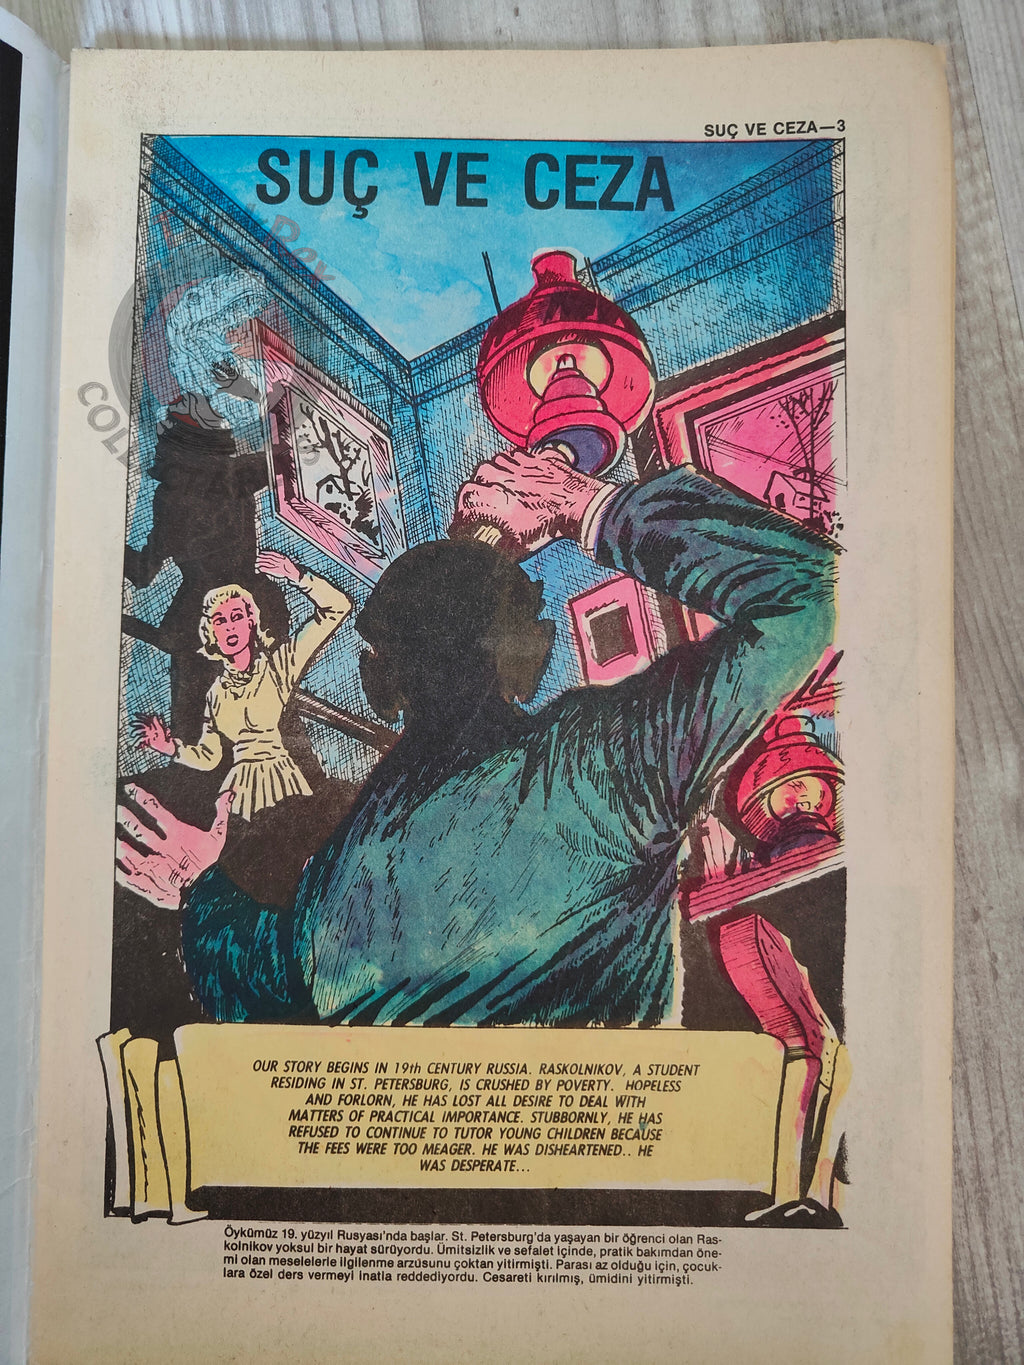 SUÇ VE CEZA—3
SUÇ VE CEZA
OUR STORY BEGINS IN 19th CENTURY RUSSIA. RASKOLNIKOV, A STUDENT
RESIDING IN ST. PETERSBURG, IS CRUSHED BY POVERTY. HOPELESS
AND FORLORN, HE HAS LOST ALL DESIRE TO DEAL WITH
MATTERS OF PRACTICAL IMPORTANCE. STUBBORNLY, HE HAS
REFUSED TO CONTINUE TO TUTOR YOUNG CHILDREN BECAUSE
THE FEES WERE TOO MEAGER. HE WAS DISHEARTENED.. HE
WAS DESPERATE...
Öykümüz 19. yüzyıl Rusyası'nda başlar. St. Petersburg'da yaşayan bir öğrenci olan Ras-
kolnikov yoksul bir hayat sürüyordu. Ümitsizlik ve sefalet içinde, pratik bakımdan öne-
mi olan meselelerle ilgilenme arzüsunu çoktan yitirmişti. Parası az olduğu için, çocuk-
lara özel ders vermeyi inatla reddediyordu. Cesareti kırılmış, ümidini yitirmişti.